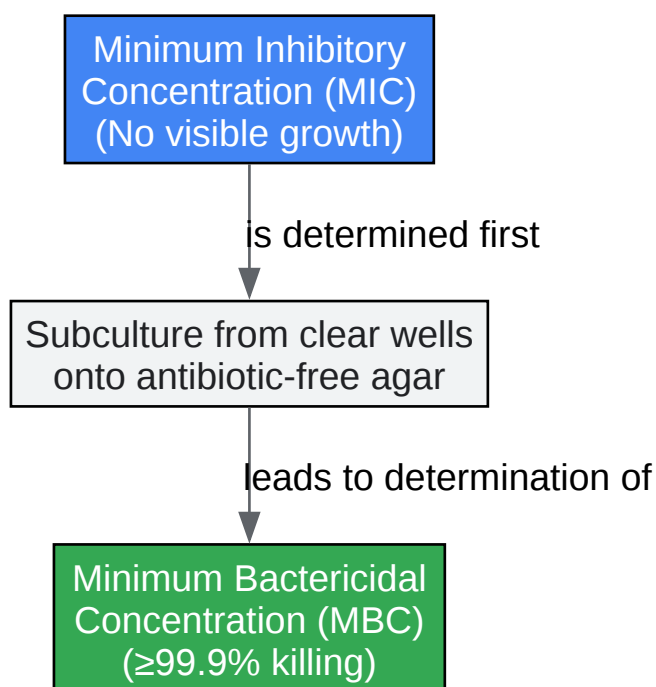 Minimum Inhibitory
Concentration (MIC)
(No visible growth)
is determined first
Subculture from clear wells
onto antibiotic-free agar
leads to determination of
Minimum Bactericidal
Concentration (MBC)
(≥99.9% killing)